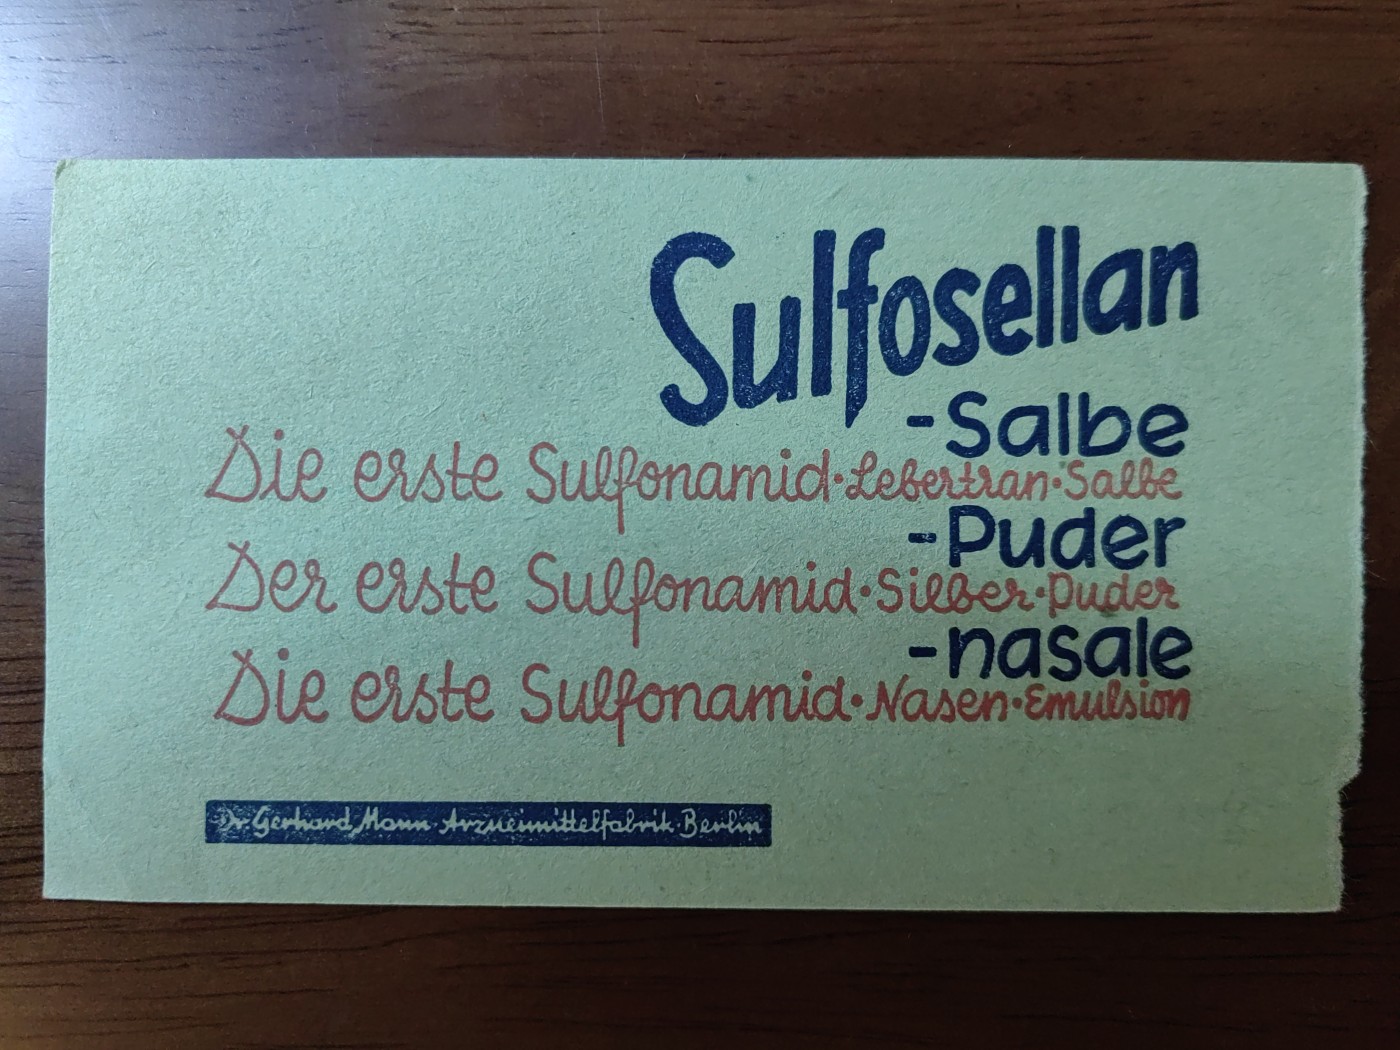 Sulfosellan
-Salbe
Die erste Sulfonamid·Lebertran·Salbe
-Puder
Der erste Sulfonamid·Silber·Puder
-nasale
Die erste Sulfonamid·Nasen·Emulsion
Dr. Gerhard Mann·Arzneimittelfabrik·Berlin